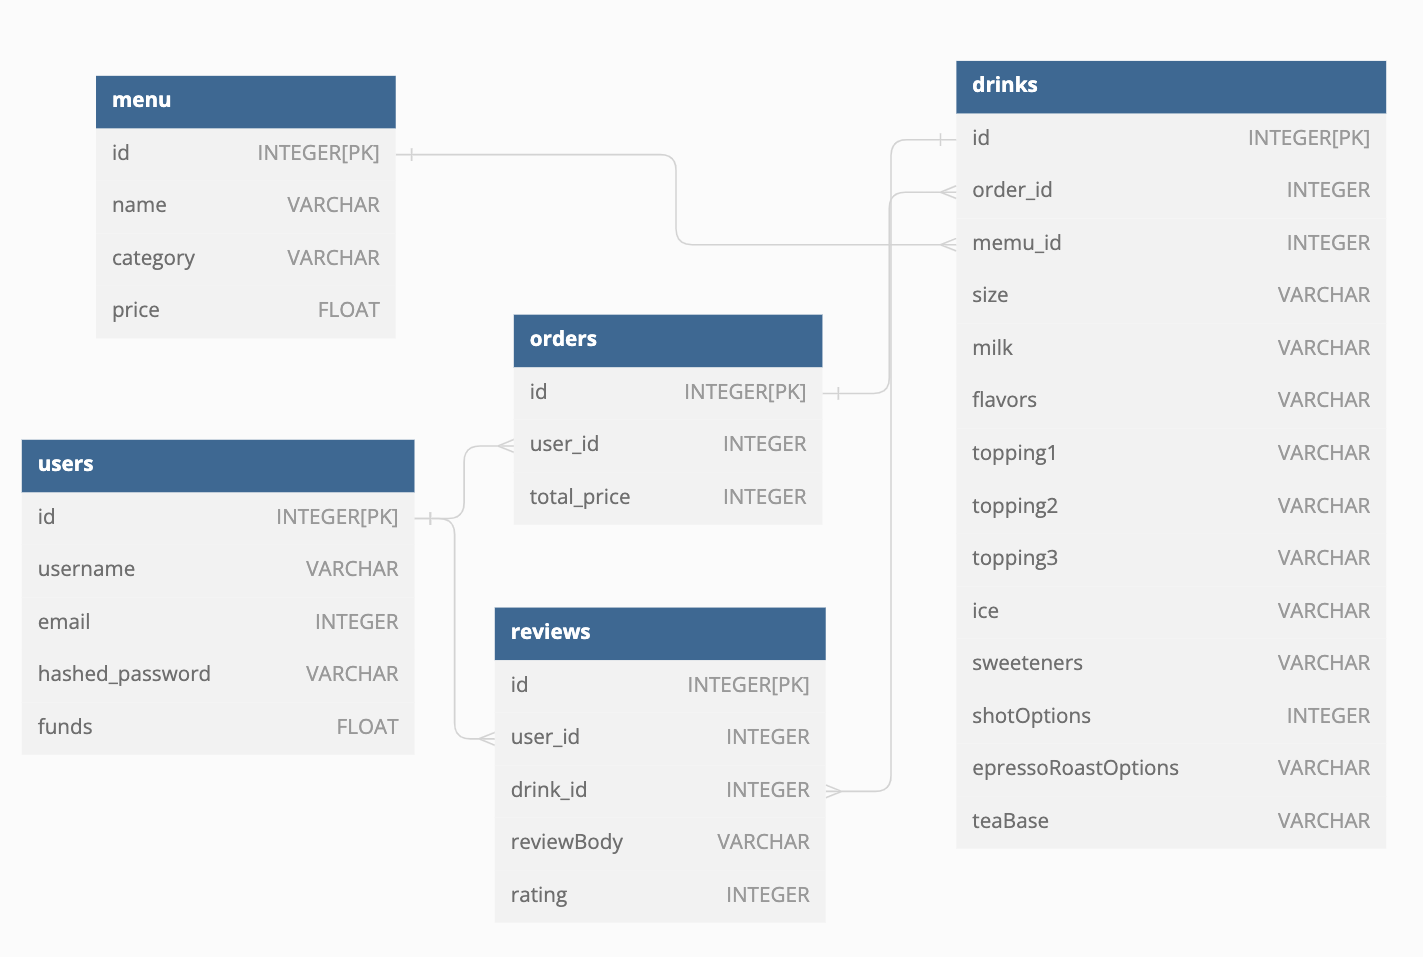 menu
id INTEGER[PK]
name VARCHAR
category VARCHAR
price FLOAT
users
id INTEGER[PK]
username VARCHAR
email INTEGER
hashed_password VARCHAR
funds FLOAT
orders
id INTEGER[PK]
user_id INTEGER
total_price INTEGER
reviews
id INTEGER[PK]
user_id INTEGER
drink_id INTEGER
reviewBody VARCHAR
rating INTEGER
drinks
id INTEGER[PK]
order_id INTEGER
memu_id INTEGER
size VARCHAR
milk VARCHAR
flavors VARCHAR
topping1 VARCHAR
topping2 VARCHAR
topping3 VARCHAR
ice VARCHAR
sweeteners VARCHAR
shotOptions INTEGER
epressoRoastOptions VARCHAR
teaBase VARCHAR